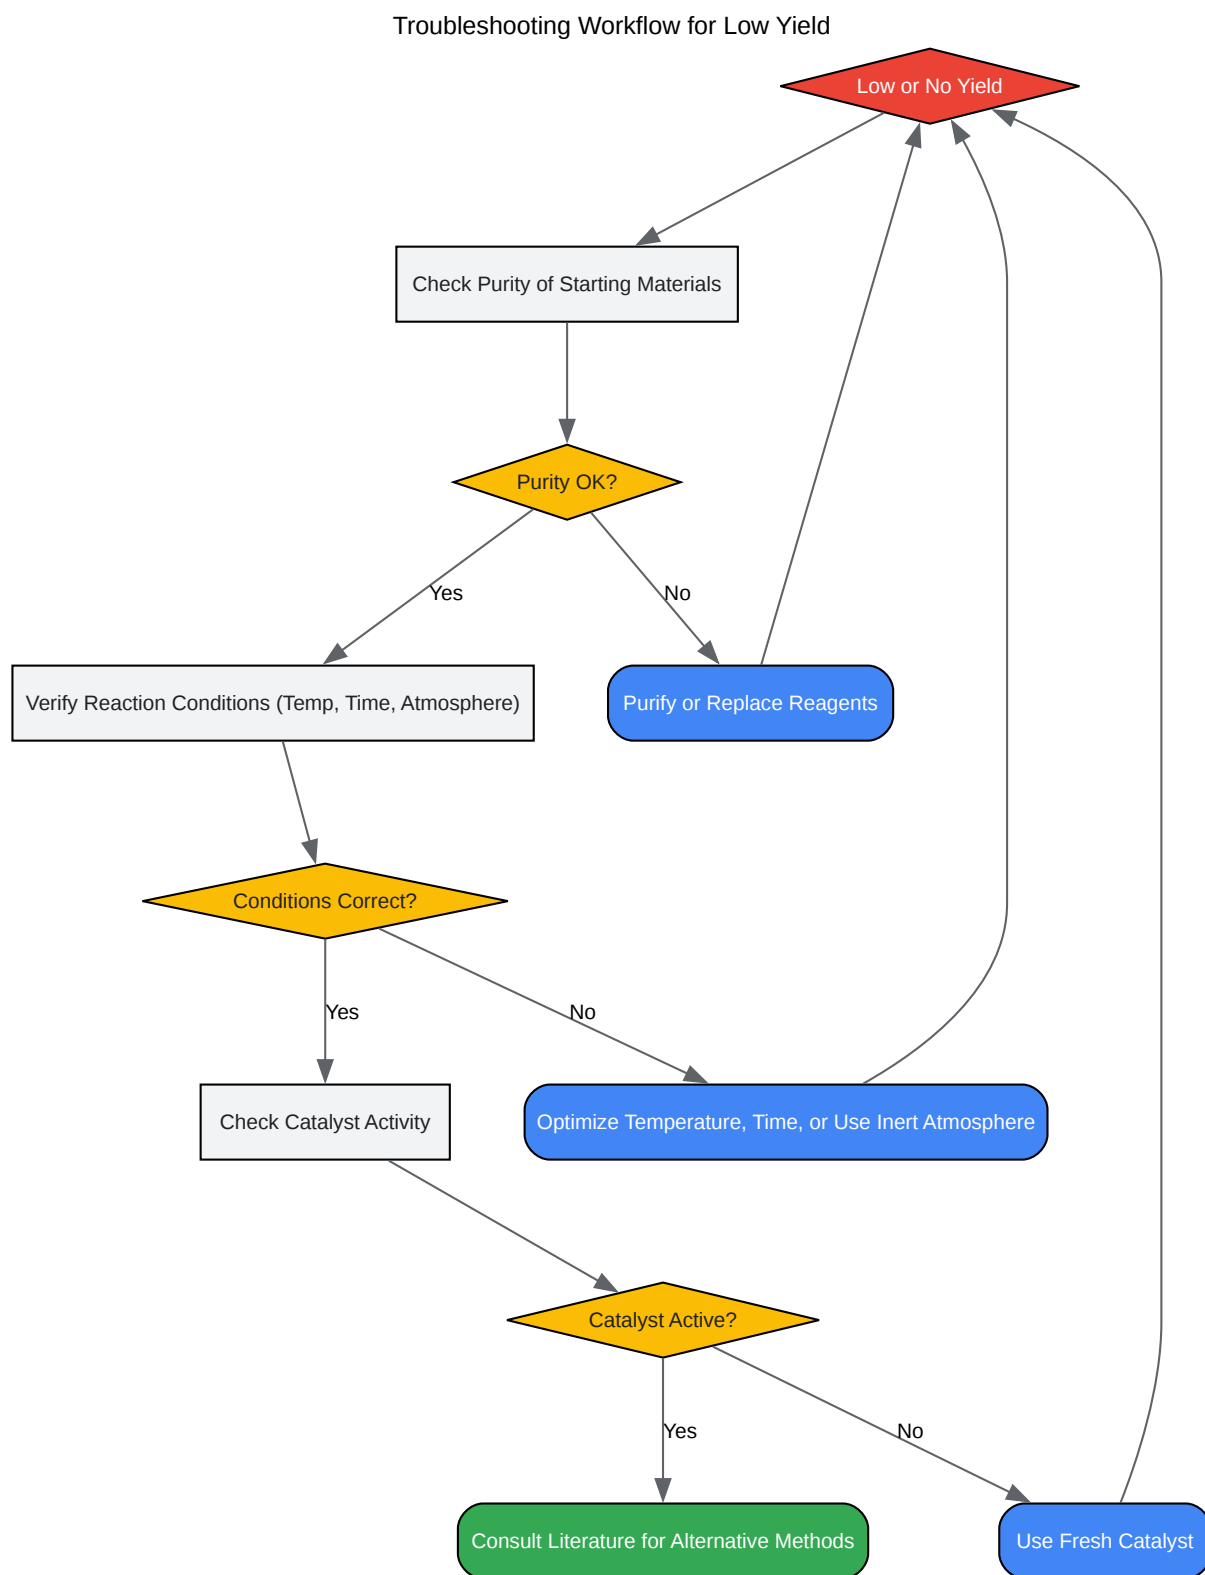 Troubleshooting Workflow for Low Yield
Low or No Yield
Check Purity of Starting Materials
Purity OK?
Yes
No
Verify Reaction Conditions (Temp, Time, Atmosphere)
Purify or Replace Reagents
Conditions Correct?
Yes
No
Check Catalyst Activity
Optimize Temperature, Time, or Use Inert Atmosphere
Catalyst Active?
Yes
No
Consult Literature for Alternative Methods
Use Fresh Catalyst